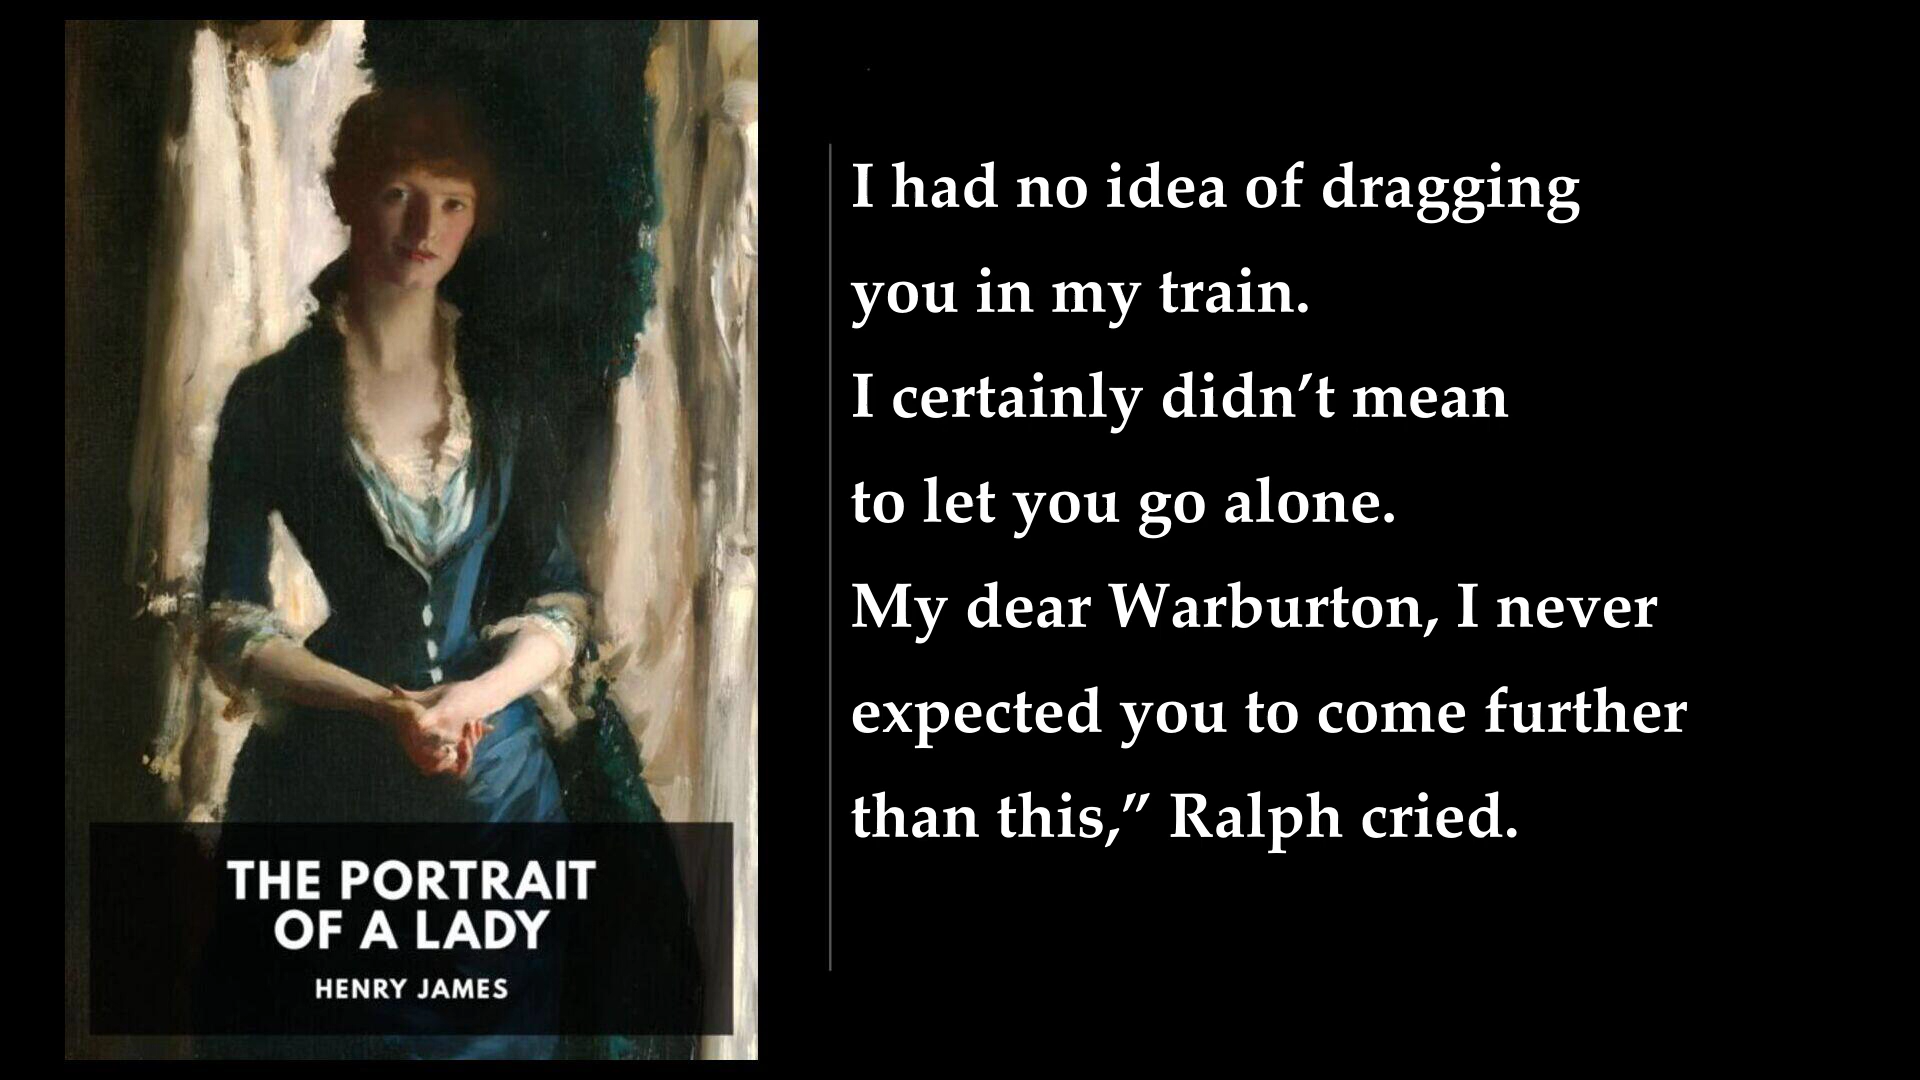 THE PORTRAIT
OF A LADY
HENRY JAMES
I had no idea of dragging
you in my train.
I certainly didn’t mean
to let you go alone.
My dear Warburton, I never
expected you to come further
than this,” Ralph cried.